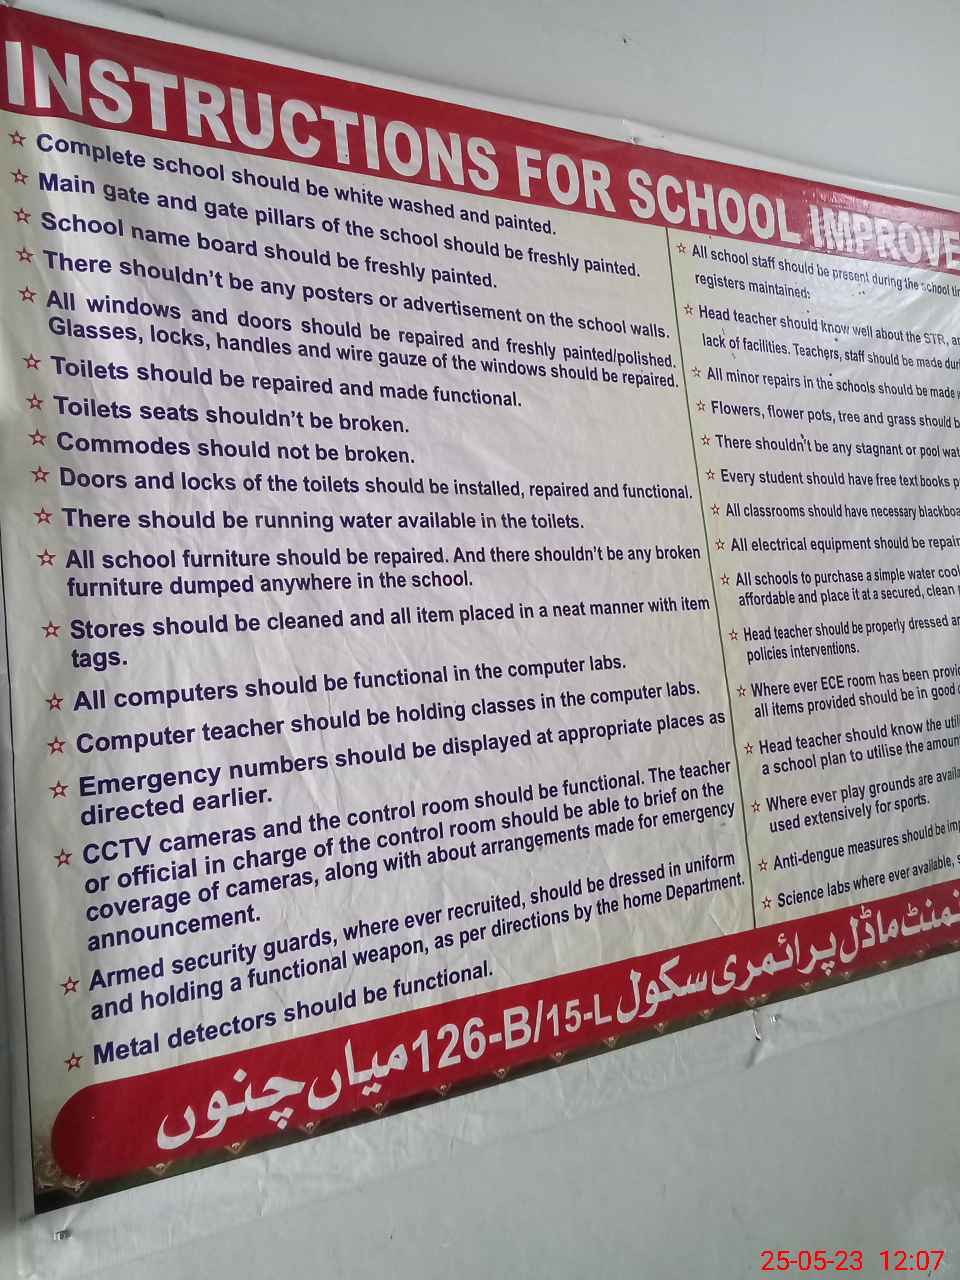 INSTRUCTIONS FOR SCHOOL IMPROVE
☆ Complete school should be white washed and painted.
☆ Main gate and gate pillars of the school should be freshly painted.
☆ School name board should be freshly painted.
☆ There shouldn't be any posters or advertisement on the school walls.
☆ All windows and doors should be repaired and freshly painted/polished.
Glasses, locks, handles and wire gauze of the windows should be repaired.
☆ Toilets should be repaired and made functional.
☆ Toilets seats shouldn't be broken.
☆ Commodes should not be broken.
☆ Doors and locks of the toilets should be installed, repaired and functional.
☆ There should be running water available in the toilets.
☆ All school furniture should be repaired. And there shouldn't be any broken
furniture dumped anywhere in the school.
☆ Stores should be cleaned and all item placed in a neat manner with item
tags.
☆ All computers should be functional in the computer labs.
☆ Computer teacher should be holding classes in the computer labs.
☆ Emergency numbers should be displayed at appropriate places as
directed earlier.
☆ CCTV cameras and the control room should be functional. The teacher
or official in charge of the control room should be able to brief on the
coverage of cameras, along with about arrangements made for emergency
announcement.
☆ Armed security guards, where ever recruited, should be dressed in uniform
and holding a functional weapon, as per directions by the home Department.
☆ Metal detectors should be functional.
☆ All school staff should be present during the school
registers maintained:
☆ Head teacher should know well about the STR,
lack of facilities. Teachers, staff should be made
☆ All minor repairs in the schools should be made
☆ Flowers, flower pots, tree and grass should
☆ There shouldn't be any stagnant or pool
☆ Every student should have free text books
☆ All classrooms should have necessary
☆ All electrical equipment should be
☆ All schools to purchase a simple water
affordable and place it at a secured, clean
☆ Head teacher should be properly dressed
policies interventions.
☆ Where ever ECE room has been
all items provided should be in good
☆ Head teacher should know the
a school plan to utilise the
☆ Where ever play grounds are
used extensively for sports.
☆ Anti-dengue measures should be
☆ Science labs where ever available,
ماڈل پرائمری سکول 126-B/15-L میاں چنوں
25-05-23 12:07